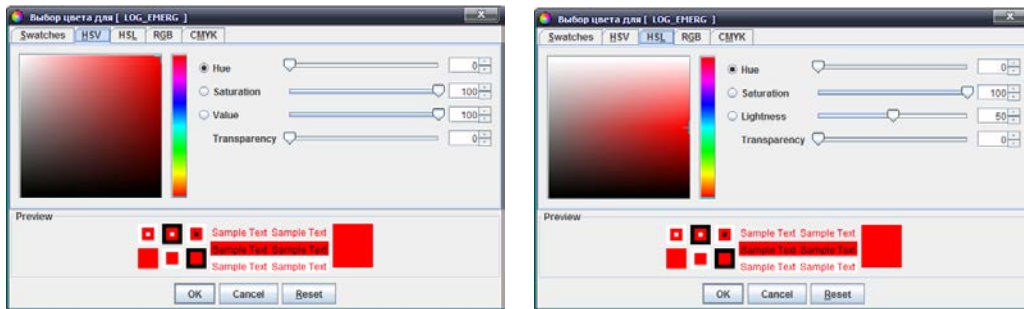 Выбор цвета для [ LOG_EMERG ]
Swatches HSV HSL RGB CMYK
Hue 0
Saturation 100
Value 100
Transparency 0
Preview
Sample Text Sample Text
Sample Text Sample Text
Sample Text Sample Text
OK Cancel Reset
Выбор цвета для [ LOG_EMERG ]
Swatches HSV HSL RGB CMYK
Hue 0
Saturation 100
Lightness 50
Transparency 0
Preview
Sample Text Sample Text
Sample Text Sample Text
Sample Text Sample Text
OK Cancel Reset